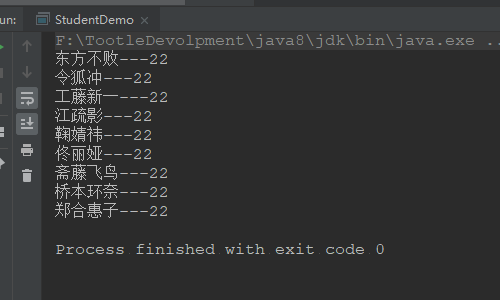 un: StudentDemo ×
F:\TootleDevolpment\java8\jdk\bin\java.exe ..
东方不败---22
令狐冲---22
工藤新一---22
江疏影---22
鞠婧祎---22
佟丽娅---22
斋藤飞鸟---22
桥本环奈---22
郑合惠子---22
Process finished with exit code 0